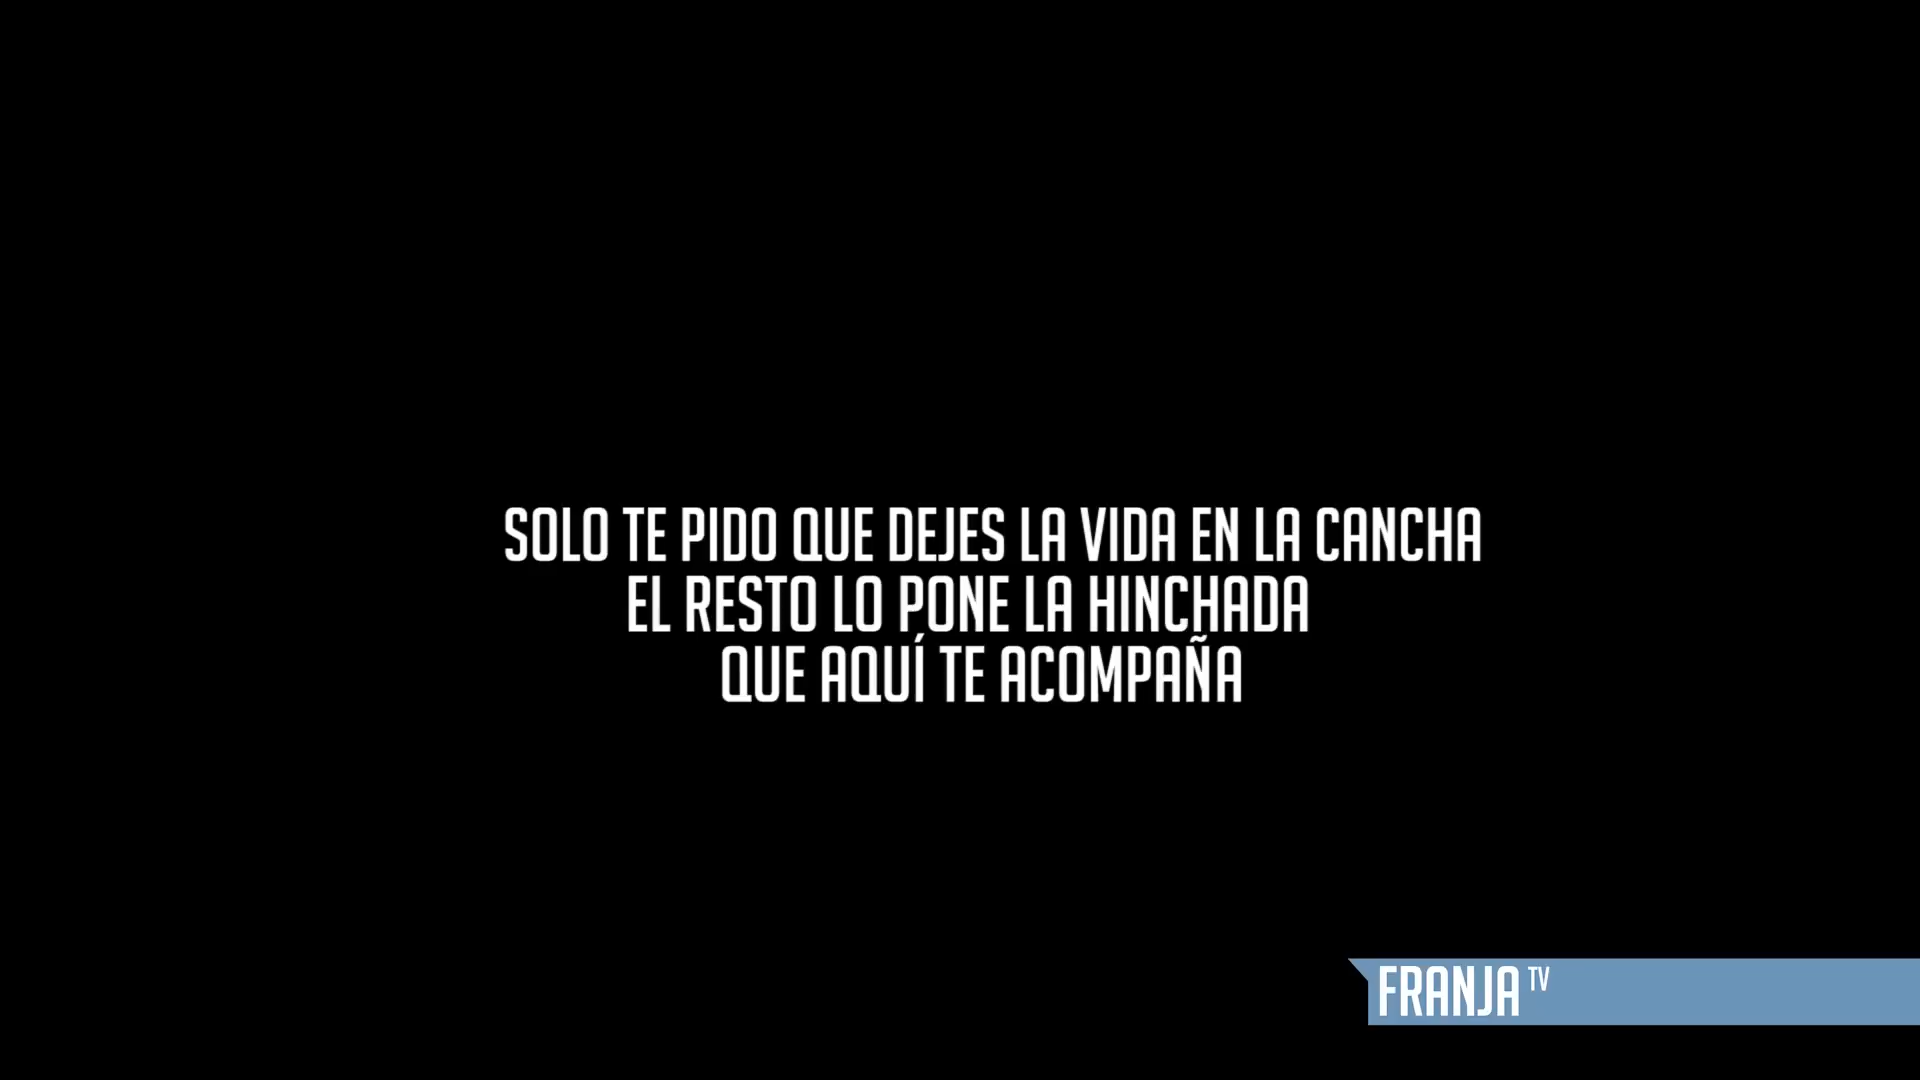 SOLO TE PIDO QUE DEJES LA VIDA EN LA CANCHA
EL RESTO LO PONE LA HINCHADA
QUE AQUÍ TE ACOMPAÑA
FRANJA TV